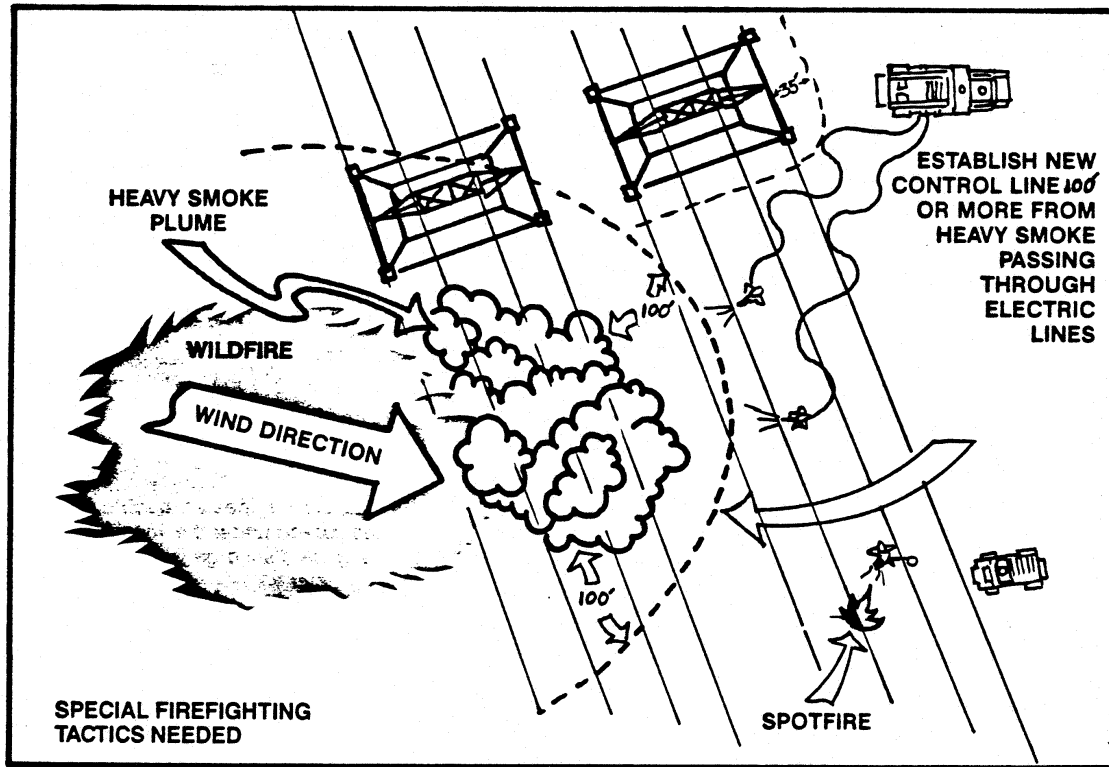 HEAVY SMOKE
PLUME
WILDFIRE
WIND DIRECTION
35'
ESTABLISH NEW
CONTROL LINE 100'
OR MORE FROM
HEAVY SMOKE
PASSING
THROUGH
ELECTRIC
LINES
100'
100'
SPOTFIRE
SPECIAL FIREFIGHTING
TACTICS NEEDED